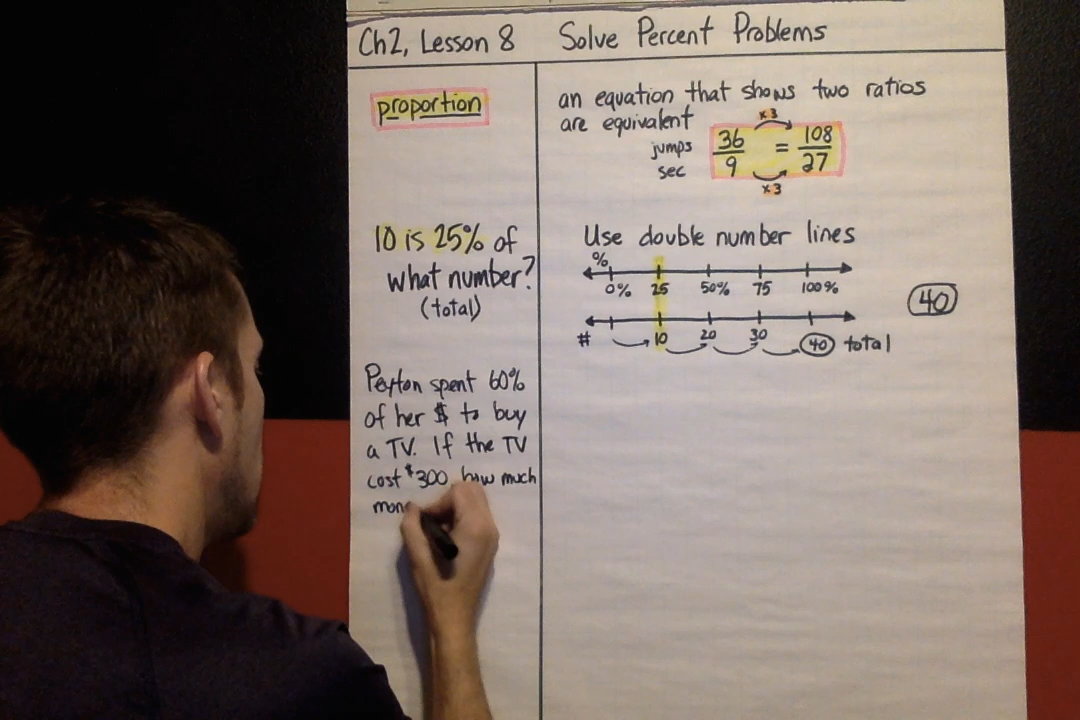 Ch2, Lesson 8
Solve Percent Problems
proportion
an equation that shows two ratios
are equivalent
jumps
sec
x3
36/9 = 108/27
x3
10 is 25% of
what number?
(total)
Use double number lines
%
0% 25 50% 75 100%
# 10 20 30 40 total
40
Peyton spent 60%
of her $ to buy
a TV. If the TV
cost $300 how much